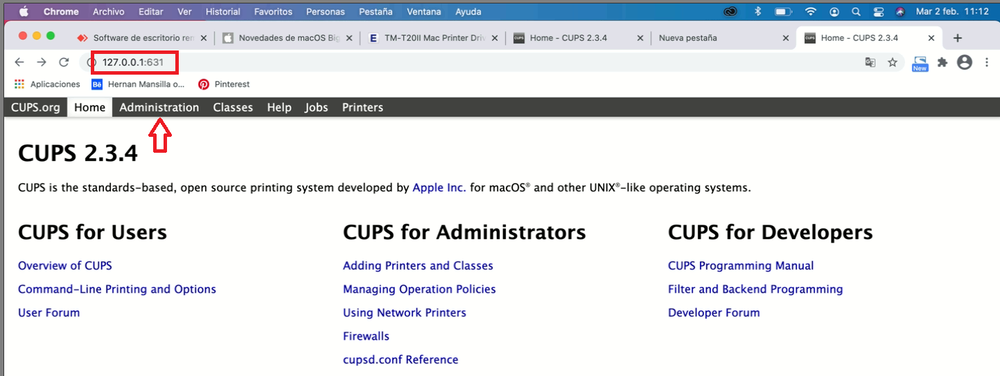 Chrome Archivo Editar Ver Historial Favoritos Personas Pestaña Ventana Ayuda Mar 2 feb. 11:12
Software de escritorio ren Novedades de macOS Big E TM-T20II Mac Printer Driv CUPS Home - CUPS 2.3.4 Nueva pestaña CUPS Home - CUPS 2.3.4
127.0.0.1:631 New
Aplicaciones Bē Hernan Mansilla o... Pinterest
CUPS.org Home Administration Classes Help Jobs Printers
CUPS 2.3.4
CUPS is the standards-based, open source printing system developed by Apple Inc. for macOS® and other UNIX®-like operating systems.
CUPS for Users
Overview of CUPS
Command-Line Printing and Options
User Forum
CUPS for Administrators
Adding Printers and Classes
Managing Operation Policies
Using Network Printers
Firewalls
cupsd.conf Reference
CUPS for Developers
CUPS Programming Manual
Filter and Backend Programming
Developer Forum